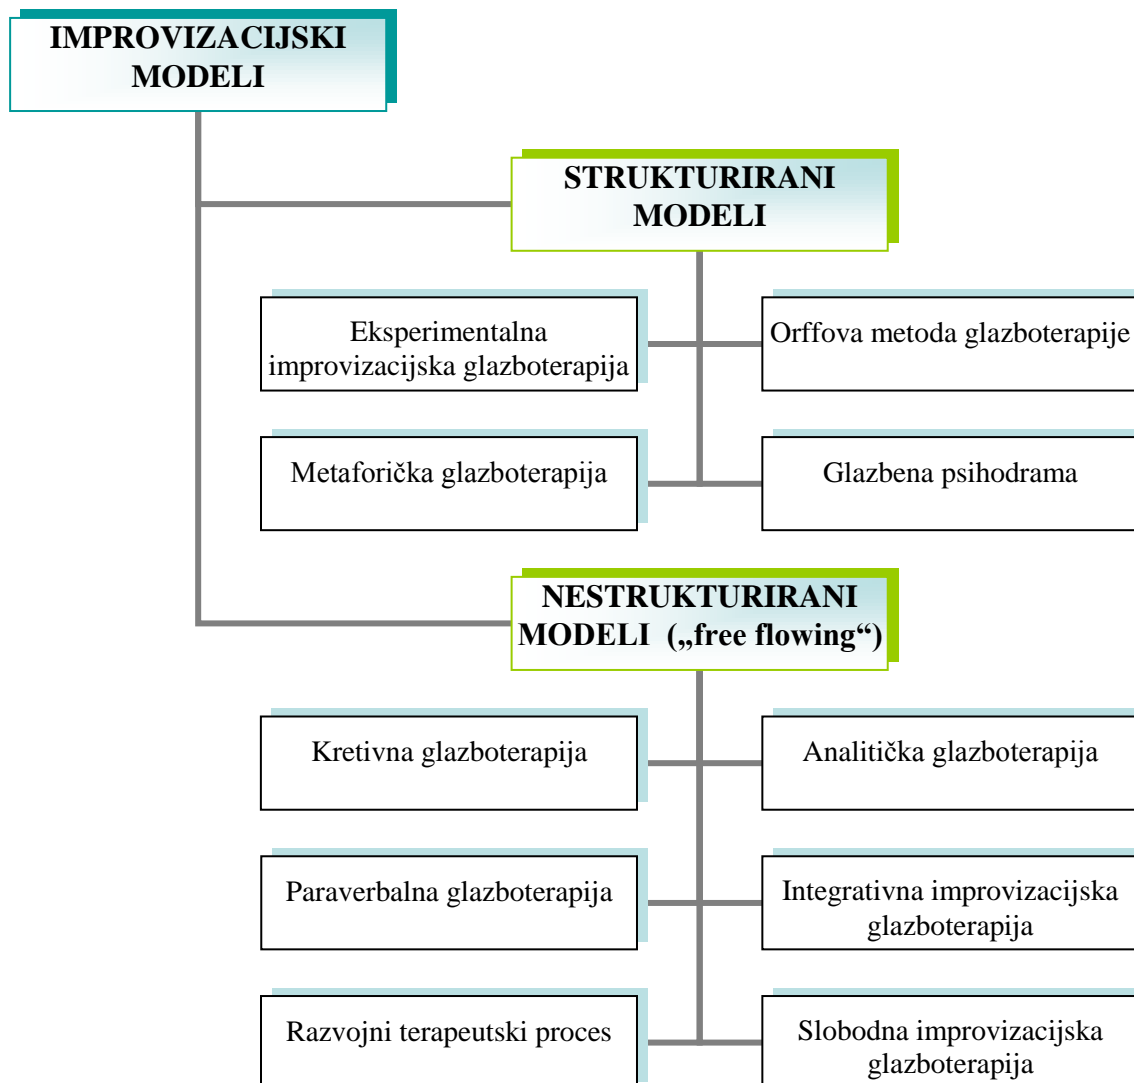 IMPROVIZACIJSKI
MODELI
STRUKTURIRANI
MODELI
Eksperimentalna
improvizacijska glazboterapija
Orffova metoda glazboterapije
Metaforička glazboterapija
Glazbena psihodrama
NESTRUKTURIRANI
MODELI („free flowing“)
Kretivna glazboterapija
Analitička glazboterapija
Paraverbalna glazboterapija
Integrativna improvizacijska
glazboterapija
Razvojni terapeutski proces
Slobodna improvizacijska
glazboterapija